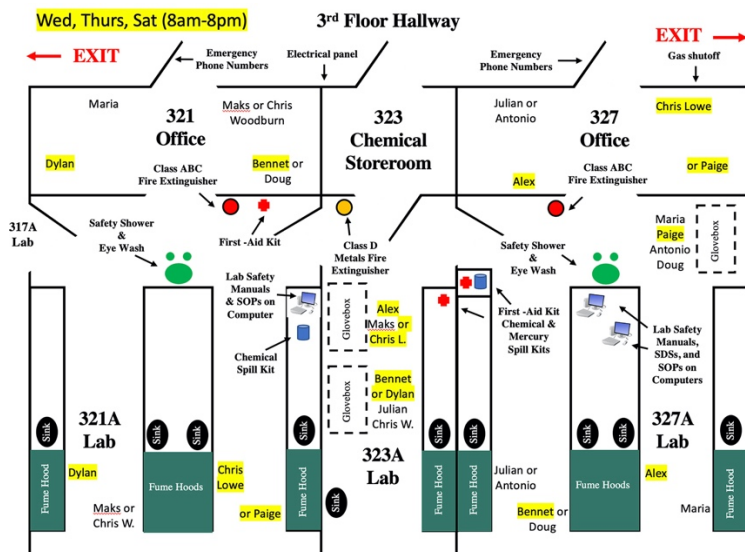 Wed, Thurs, Sat (8am-8pm)
3rd Floor Hallway
EXIT
Emergency
Phone Numbers
Electrical panel
Emergency
Phone Numbers
EXIT
Gas shutoff
Maria
321
Office
Maks or Chris
Woodburn
323
Chemical
Storeroom
Julian or
Antonio
327
Office
Chris Lowe
Dylan
Bennet or
Doug
Alex
or Paige
Class ABC
Fire Extinguisher
Class ABC
Fire Extinguisher
317A
Lab
Safety Shower
&
Eye Wash
First -Aid Kit
Class D
Metals Fire
Extinguisher
Safety Shower
&
Eye Wash
Maria
Paige
Antonio
Doug
Glovebox
Lab Safety
Manuals
& SOPs on
Computer
Chemical
Spill Kit
Glovebox
Alex
Maks or
Chris L.
First -Aid Kit
Chemical &
Mercury
Spill Kits
Lab Safety
Manuals,
SDSs, and
SOPs on
Computers
Glovebox
Bennet
or Dylan
Julian
Chris W.
Sink
321A
Lab
Sink
Sink
Sink
323A
Lab
Sink
Sink
Sink
Sink
327A
Lab
Sink
Fume Hood
Dylan
Maks or
Chris W.
Fume Hoods
Chris
Lowe
or Paige
Fume Hood
Sink
Fume Hood
Fume Hood
Julian or
Antonio
Bennet or
Doug
Fume Hoods
Alex
Maria
Fume Hood